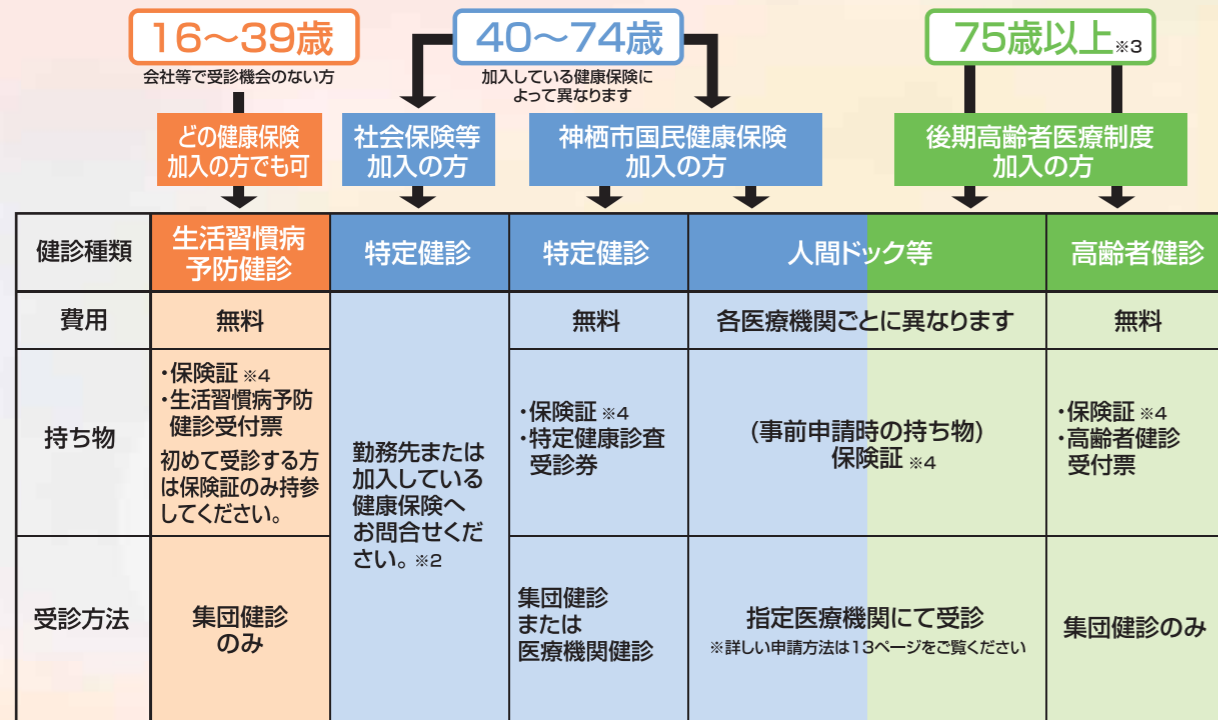 16～39歳
会社等で受診機会のない方
40～74歳
加入している健康保険に
よって異なります
75歳以上※3
どの健康保険
加入の方でも可
社会保険等
加入の方
神栖市国民健康保険
加入の方
後期高齢者医療制度
加入の方
健診種類
生活習慣病
予防健診
特定健診
特定健診
人間ドック等
高齢者健診
費用
無料
無料
各医療機関ごとに異なります
無料
持ち物
・保険証 ※4
・生活習慣病予防
健診受付票
初めて受診する方
は保険証のみ持参
してください。
勤務先または
加入している
健康保険へ
お問合せくだ
さい。※2
・保険証 ※4
・特定健康診査
受診券
(事前申請時の持ち物)
保険証 ※4
・保険証 ※4
・高齢者健診
受付票
受診方法
集団健診
のみ
集団健診
または
医療機関健診
指定医療機関にて受診
※詳しい申請方法は13ページをご覧ください
集団健診のみ